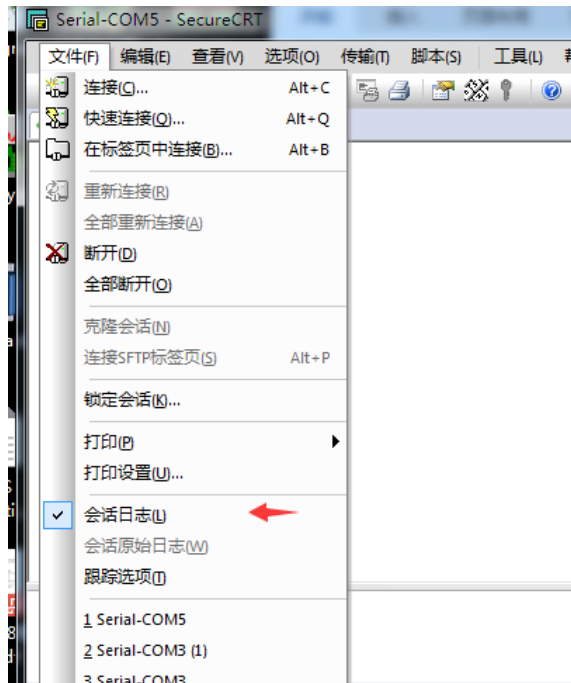 Serial-COM5 - SecureCRT
文件(F) 编辑(E) 查看(V) 选项(O) 传输(T) 脚本(S) 工具(L)
连接(C)... Alt+C
快速连接(Q)... Alt+Q
在标签页中连接(B)... Alt+B
重新连接(R)
全部重新连接(A)
断开(D)
全部断开(O)
克隆会话(N)
连接SFTP标签页(S) Alt+P
锁定会话(K)...
打印(P)
打印设置(U)...
会话日志(L)
会话原始日志(W)
跟踪选项(T)
1 Serial-COM5
2 Serial-COM3 (1)
3 Serial-COM3